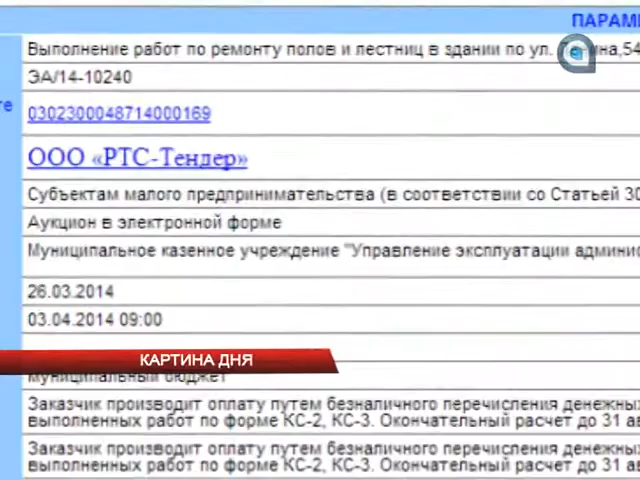 ПАРАМ
Выполнение работ по ремонту полов и лестниц в здании по ул. Ленина,54
ЭА/14-10240
те
0302300048714000169
ООО «РТС-Тендер»
Субъектам малого предпринимательства (в соответствии со Статьей 30
Аукцион в электронной форме
Муниципальное казенное учреждение "Управление эксплуатации админис
26.03.2014
03.04.2014 09:00
КАРТИНА ДНЯ
муниципальный бюджет
Заказчик производит оплату путем безналичного перечисления денежных
выполненных работ по форме КС-2, КС-3. Окончательный расчет до 31 ав
Заказчик производит оплату путем безналичного перечисления денежных
выполненных работ по форме КС-2, КС-3. Окончательный расчет до 31 ав